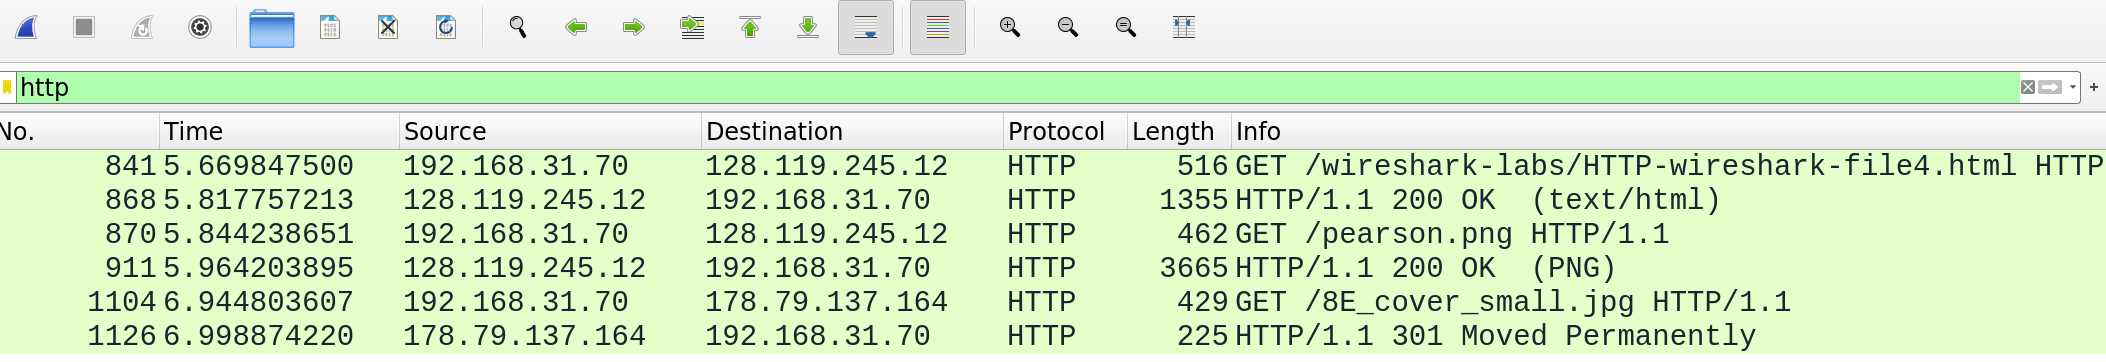 http
No. Time Source Destination Protocol Length Info
841 5.669847500 192.168.31.70 128.119.245.12 HTTP 516 GET /wireshark-labs/HTTP-wireshark-file4.html HTTP
868 5.817757213 128.119.245.12 192.168.31.70 HTTP 1355 HTTP/1.1 200 OK (text/html)
870 5.844238651 192.168.31.70 128.119.245.12 HTTP 462 GET /pearson.png HTTP/1.1
911 5.964203895 128.119.245.12 192.168.31.70 HTTP 3665 HTTP/1.1 200 OK (PNG)
1104 6.944803607 192.168.31.70 178.79.137.164 HTTP 429 GET /8E_cover_small.jpg HTTP/1.1
1126 6.998874220 178.79.137.164 192.168.31.70 HTTP 225 HTTP/1.1 301 Moved Permanently